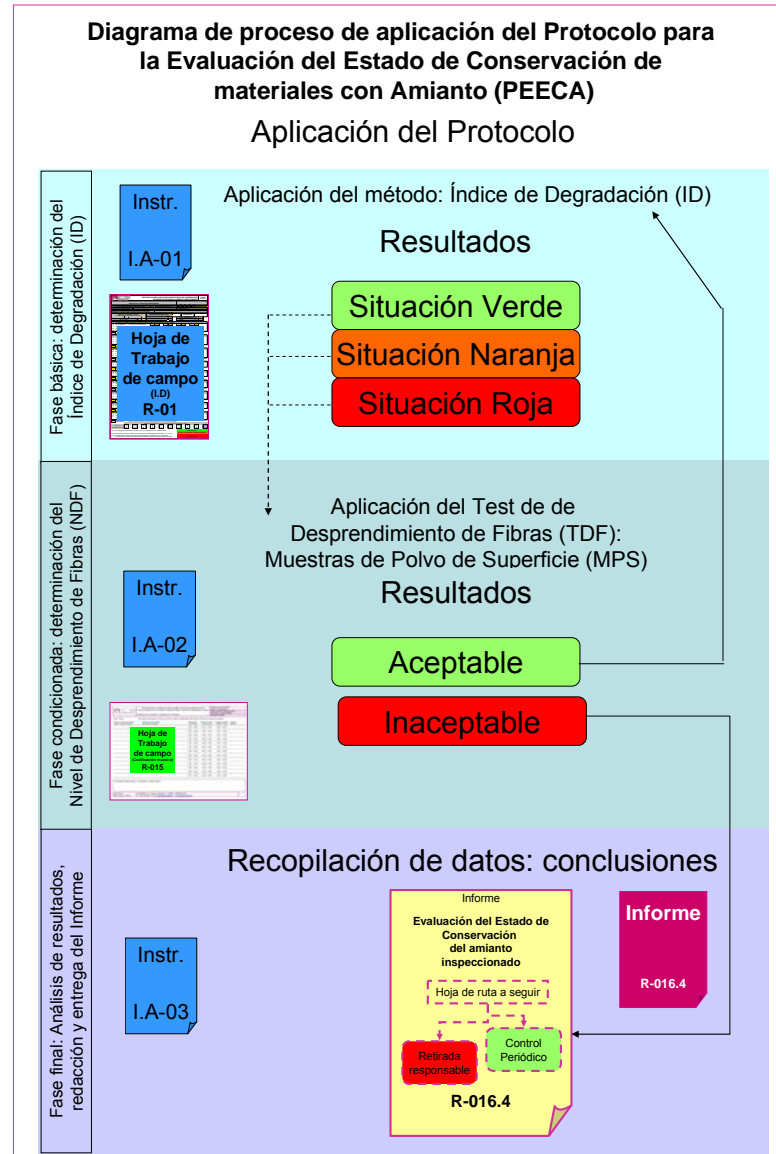 Diagrama de proceso de aplicación del Protocolo para
la Evaluación del Estado de Conservación de
materiales con Amianto (PEECA)
Aplicación del Protocolo
Fase básica: determinación del
Índice de Degradación (ID)
Instr.
I.A-01
Aplicación del método: Índice de Degradación (ID)
Resultados
Hoja de
Trabajo
de campo
(I.D)
R-01
Situación Verde
Situación Naranja
Situación Roja
Fase condicionada: determinación del
Nivel de Desprendimiento de Fibras (NDF)
Aplicación del Test de de
Desprendimiento de Fibras (TDF):
Muestras de Polvo de Superficie (MPS)
Instr.
I.A-02
Resultados
Aceptable
Inaceptable
Hoja de
Trabajo
de campo
R-015
Fase final: Análisis de resultados,
redacción y entrega del Informe
Recopilación de datos: conclusiones
Instr.
I.A-03
Informe
Evaluación del Estado de
Conservación
del amianto
inspeccionado
Hoja de ruta a seguir
Retirada
responsable
Control
Periódico
R-016.4
Informe
R-016.4